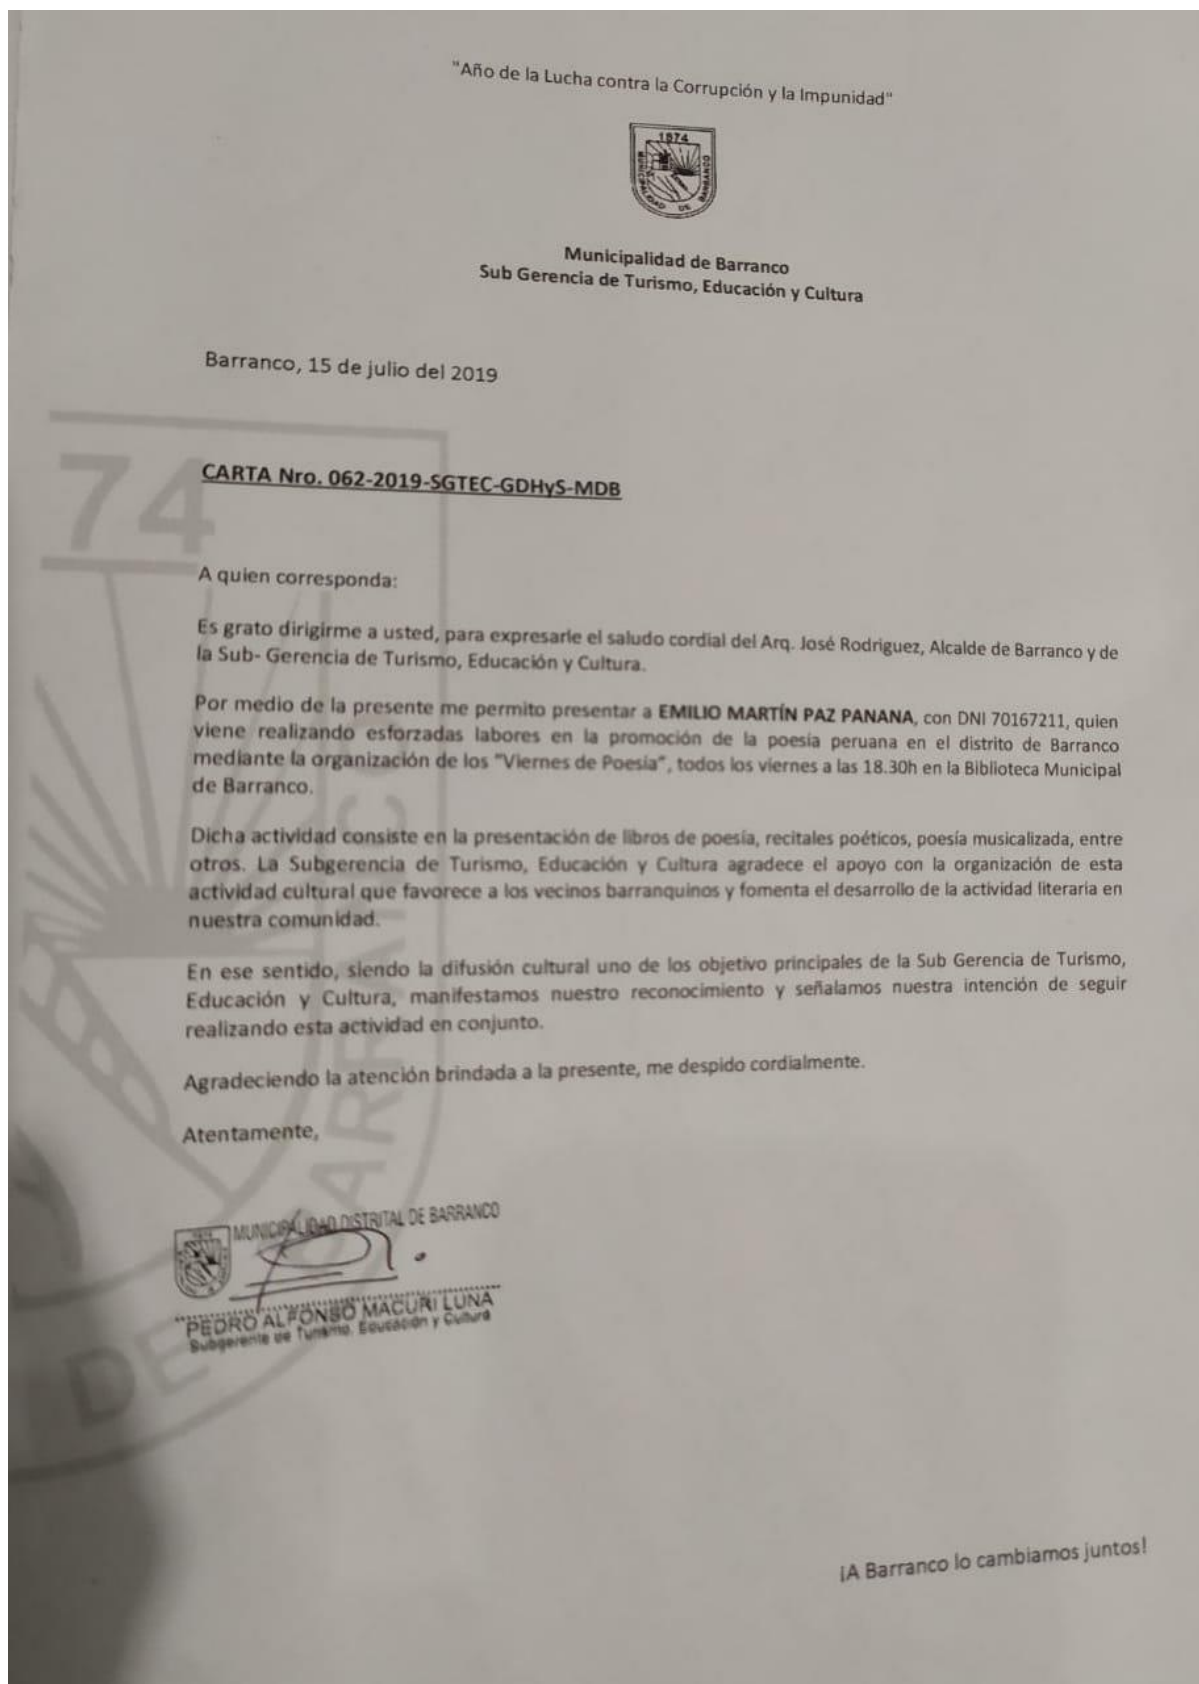 "Año de la Lucha contra la Corrupción y la Impunidad"
1874
MUNICIPALIDAD DE BARRANCO
Municipalidad de Barranco
Sub Gerencia de Turismo, Educación y Cultura
Barranco, 15 de julio del 2019
74
CARTA Nro. 062-2019-SGTEC-GDHyS-MDB
A quien corresponda:
Es grato dirigirme a usted, para expresarle el saludo cordial del Arq. José Rodriguez, Alcalde de Barranco y de
la Sub- Gerencia de Turismo, Educación y Cultura.
Por medio de la presente me permito presentar a EMILIO MARTÍN PAZ PANANA, con DNI 70167211, quien
viene realizando esforzadas labores en la promoción de la poesía peruana en el distrito de Barranco
mediante la organización de los "Viernes de Poesía", todos los viernes a las 18.30h en la Biblioteca Municipal
de Barranco.
Dicha actividad consiste en la presentación de libros de poesía, recitales poéticos, poesía musicalizada, entre
otros. La Subgerencia de Turismo, Educación y Cultura agradece el apoyo con la organización de esta
actividad cultural que favorece a los vecinos barranquinos y fomenta el desarrollo de la actividad literaria en
nuestra comunidad.
En ese sentido, siendo la difusión cultural uno de los objetivo principales de la Sub Gerencia de Turismo,
Educación y Cultura, manifestamos nuestro reconocimiento y señalamos nuestra intención de seguir
realizando esta actividad en conjunto.
Agradeciendo la atención brindada a la presente, me despido cordialmente.
Atentamente,
MUNICIPALIDAD DISTRITAL DE BARRANCO
PEDRO ALFONSO MACURI LUNA
Subgerente de Turismo, Educación y Cultura
DE BARRANCO
¡A Barranco lo cambiamos juntos!